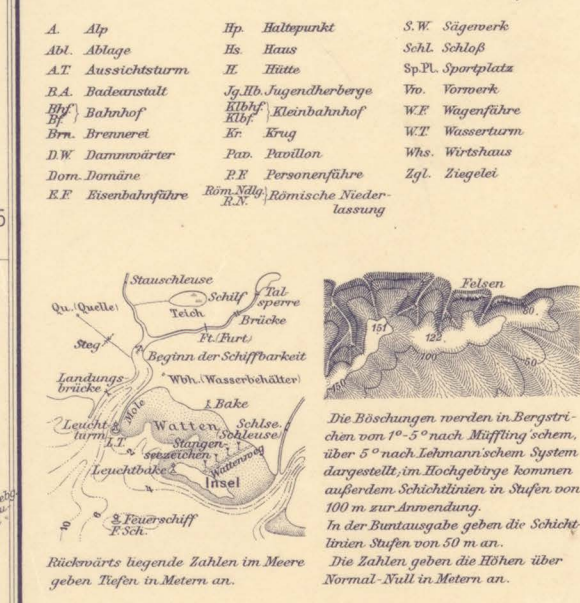 A. Alp
Abl. Ablage
A.T. Aussichtsturm
B.A. Badeanstalt
Bhf. Bf. } Bahnhof
Brn. Brennerei
D.W. Dammwärter
Dom. Domäne
E.F. Eisenbahnfähre
Hp. Haltepunkt
Hs. Haus
H. Hütte
Jg.Hb. Jugendherberge
Klbhf. Klbf. } Kleinbahnhof
Kr. Krug
Pav. Pavillon
P.F. Personenfähre
Röm.Ndlg. R.N. } Römische Nieder-
lassung
S.W. Sägewerk
Schl. Schloß
Sp.Pl. Sportplatz
Vw. Vorwerk
W.F. Wagenfähre
W.T. Wasserturm
Whs. Wirtshaus
Zgl. Ziegelei
Stauschleuse
Qu. (Quelle)
Schilf
Teich
Tal-
sperre
Brücke
Ft. (Furt)
Steg
Beginn der Schiffbarkeit
Landungs-
brücke
Wbh. (Wasserbehälter)
Mole
Bake
Leucht-
turm
L.T.
Watten
Schlse.
(Schleuse)
Stangen-
seezeichen
Wattenweg
Leuchtbake
Insel
2
4
6
10
Feuerschiff
F.Sch.
Rückwärts liegende Zahlen im Meere
geben Tiefen in Metern an.
Felsen
151
122
100
150
50
Die Böschungen werden in Bergstri-
chen von 1°-5° nach Müffling'schem,
über 5° nach Lehmann'schem System
dargestellt; im Hochgebirge kommen
außerdem Schichtlinien in Stufen von
100 m zur Anwendung.
In der Buntausgabe geben die Schicht-
linien Stufen von 50 m an.
Die Zahlen geben die Höhen über
Normal-Null in Metern an.